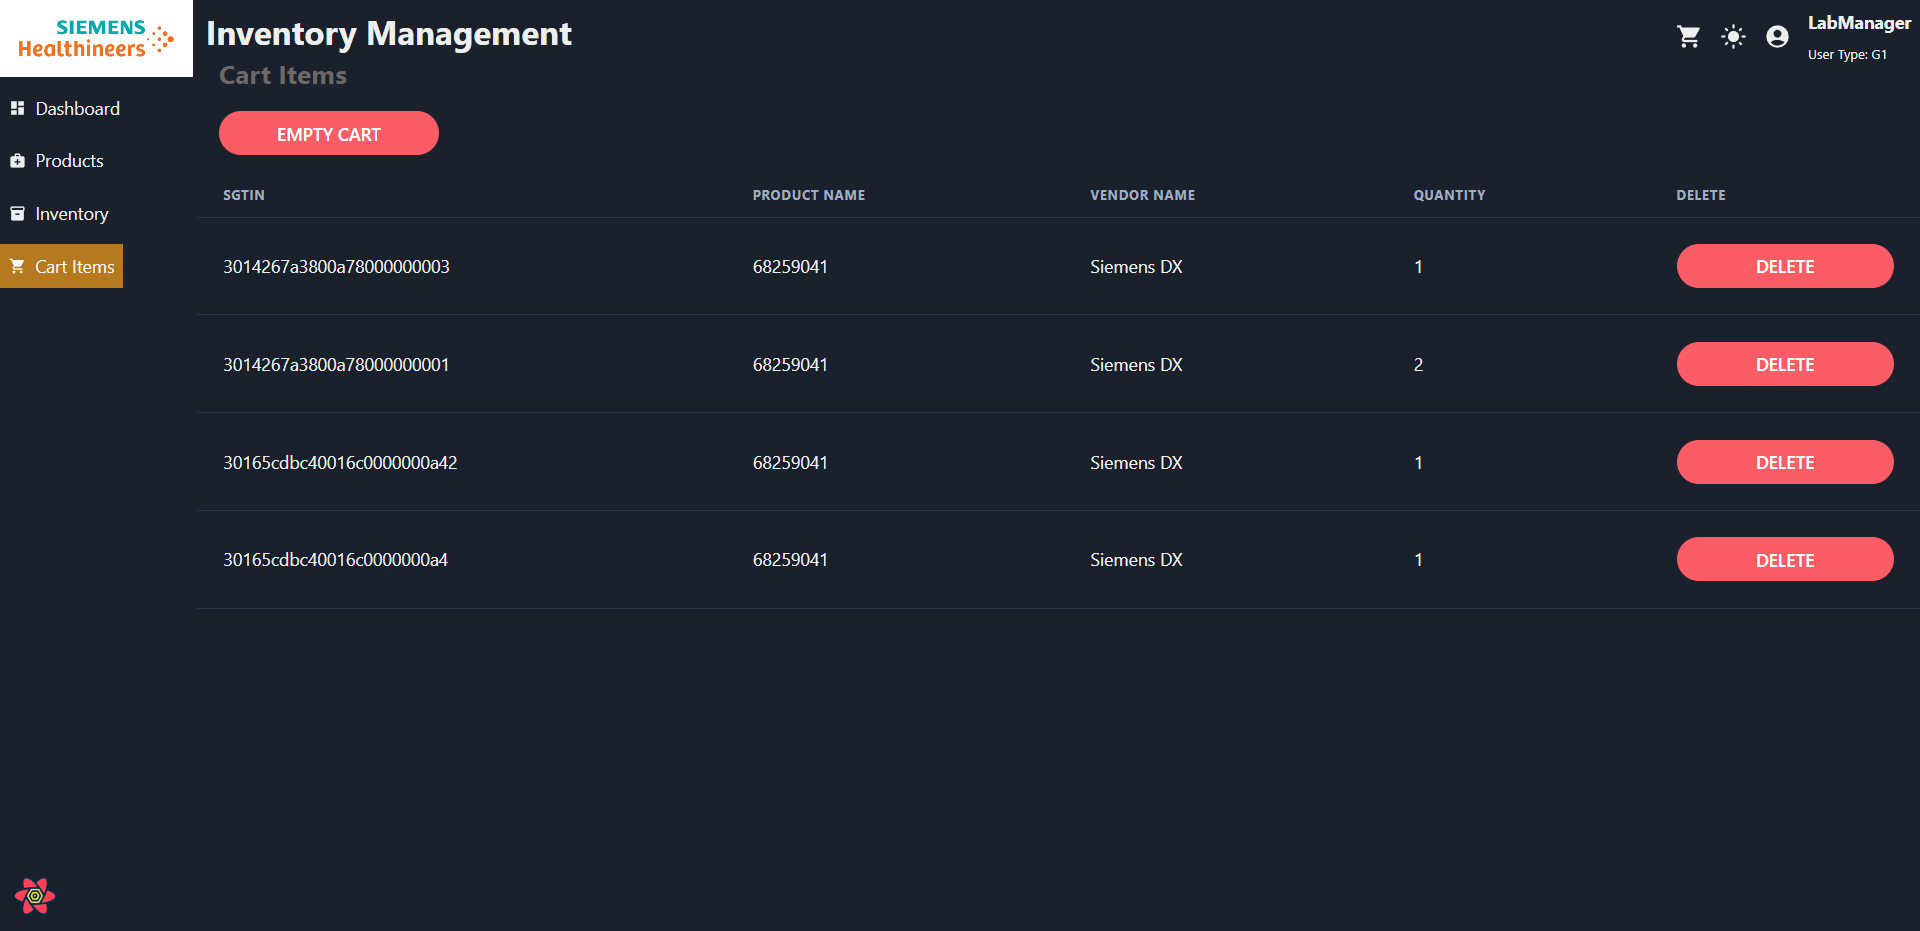 SIEMENS
Healthineers
Inventory Management
LabManager
User Type: G1
Cart Items
Dashboard
Products
Inventory
Cart Items
EMPTY CART
SGTIN PRODUCT NAME VENDOR NAME QUANTITY DELETE
3014267a3800a78000000003 68259041 Siemens DX 1 DELETE
3014267a3800a78000000001 68259041 Siemens DX 2 DELETE
30165cdbc40016c0000000a42 68259041 Siemens DX 1 DELETE
30165cdbc40016c0000000a4 68259041 Siemens DX 1 DELETE